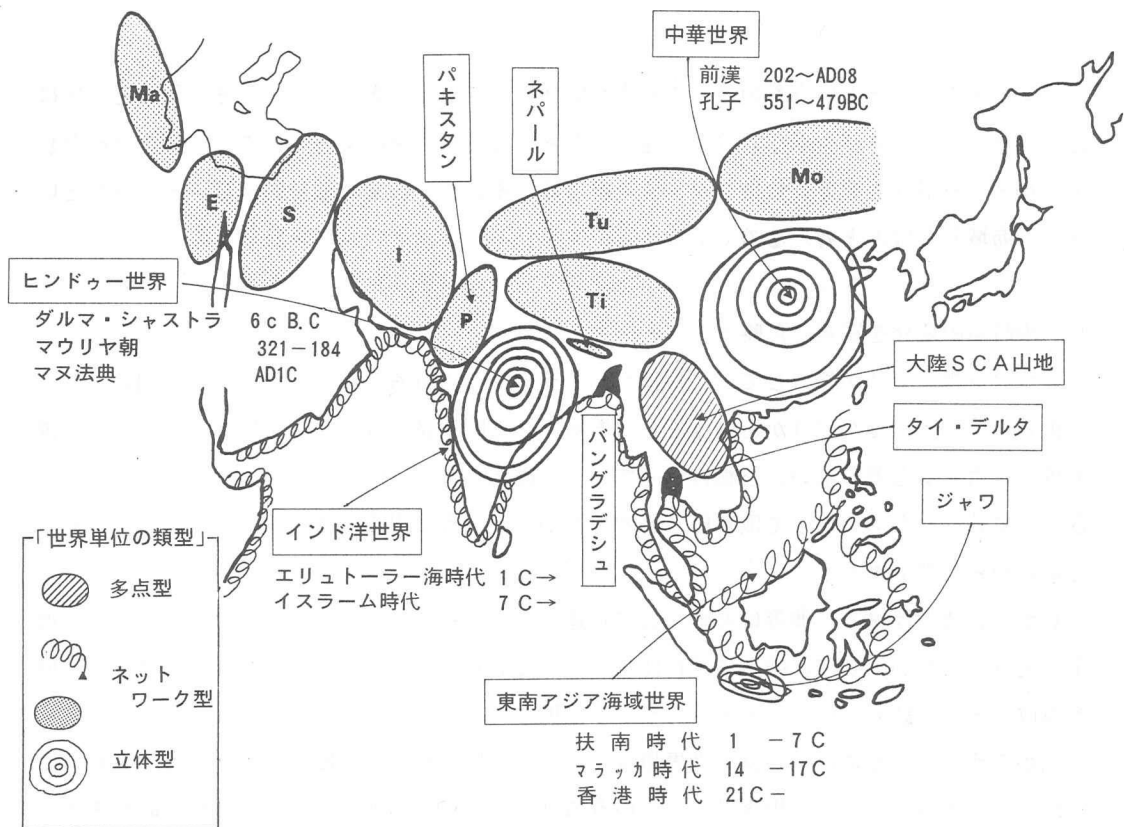 中華世界
前漢 202〜AD08
孔子 551〜479BC
パキスタン
ネパール
Ma
E
S
I
P
Tu
Ti
Mo
ヒンドゥー世界
ダルマ・シャストラ 6c B.C
マウリヤ朝 321−184
マヌ法典 AD1C
大陸SCA山地
タイ・デルタ
バングラデシュ
ジャワ
インド洋世界
エリュトーラー海時代 1C→
イスラーム時代 7C→
東南アジア海域世界
扶南時代 1 −7C
マラッカ時代 14 −17C
香港時代 21C−
「世界単位の類型」
多点型
ネット
ワーク型
立体型